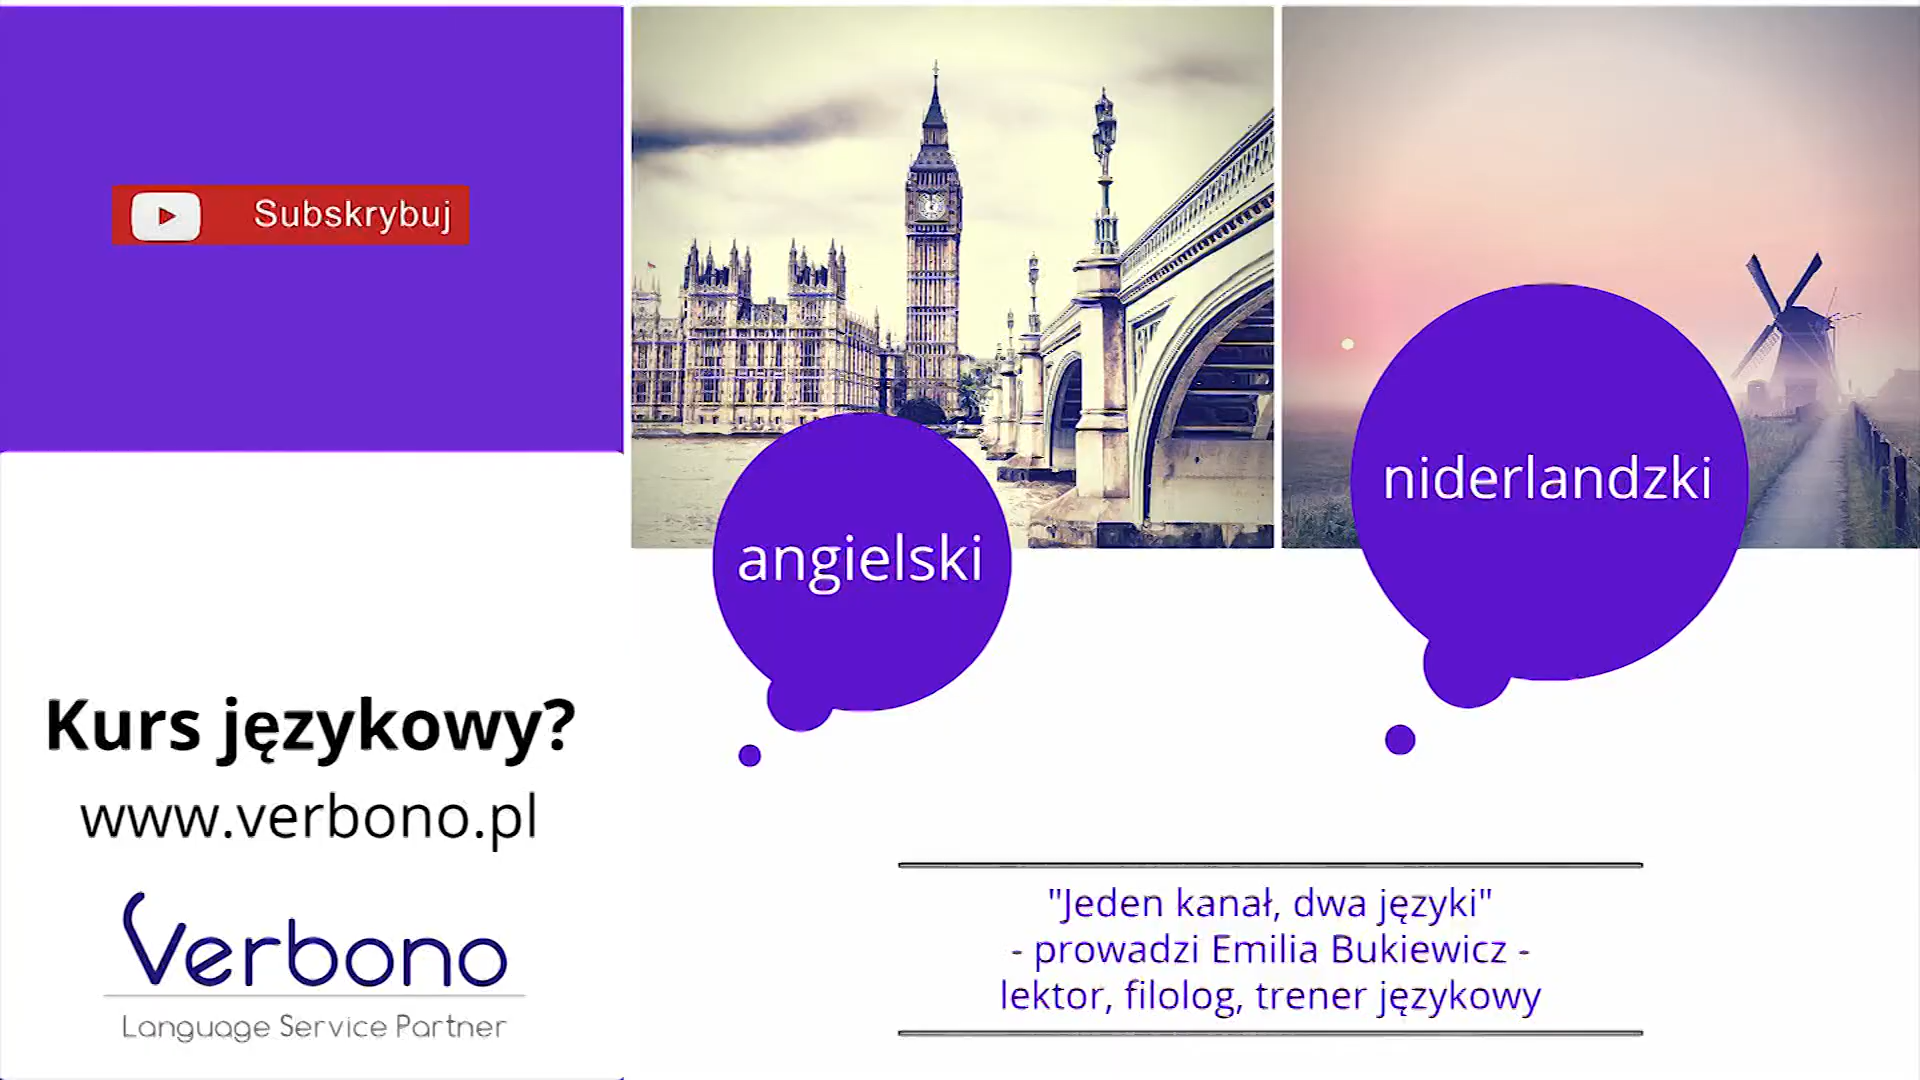 Subskrybuj
angielski
niderlandzki
Kurs językowy?
www.verbono.pl
Verbono
Language Service Partner
"Jeden kanał, dwa języki"
- prowadzi Emilia Bukiewicz -
lektor, filolog, trener językowy